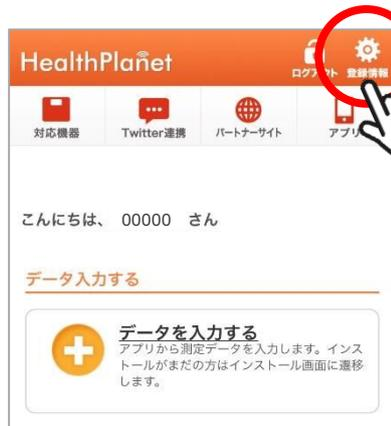 HealthPlanet
ログアウト 登録情報
対応機器 Twitter連携 パートナーサイト アプリ
こんにちは、 00000 さん
データ入力する
データを入力する
アプリから測定データを入力します。インス
トールがまだの方はインストール画面に遷移
します。